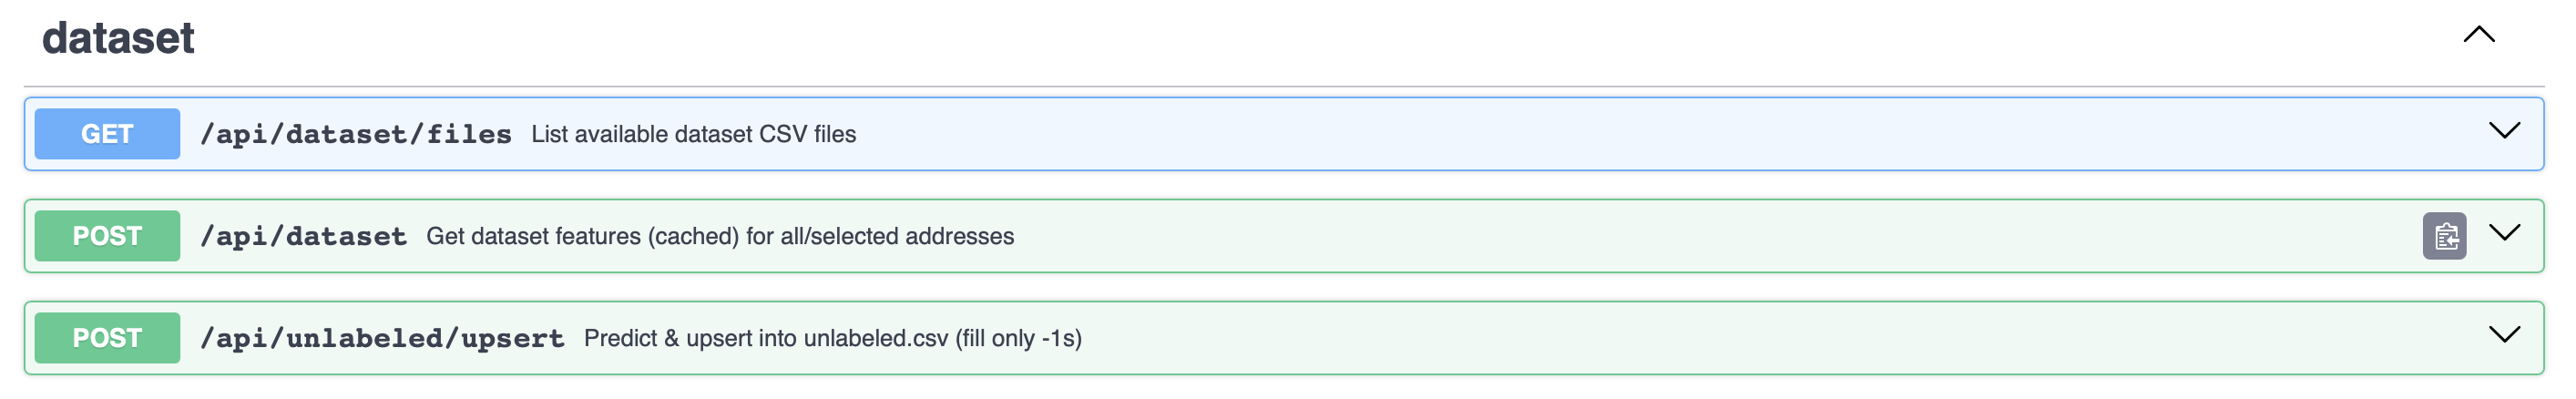 dataset
GET /api/dataset/files List available dataset CSV files
POST /api/dataset Get dataset features (cached) for all/selected addresses
POST /api/unlabeled/upsert Predict & upsert into unlabeled.csv (fill only -1s)